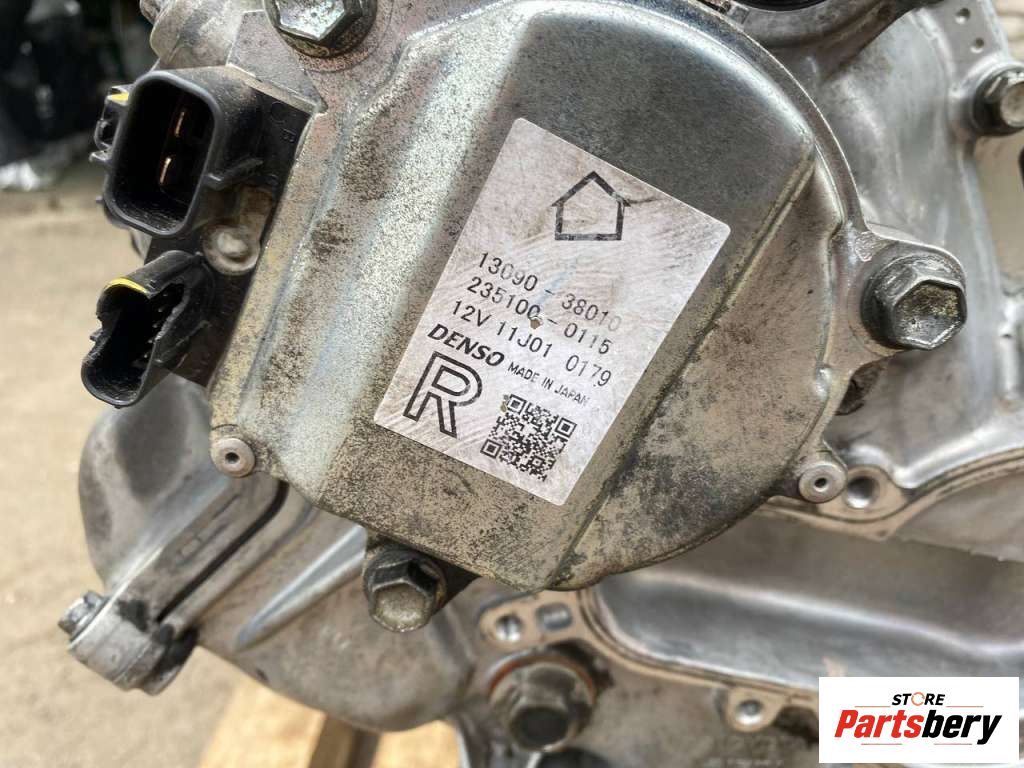 13090-38010
235100-0115
12V 11J01 0179
DENSO MADE IN JAPAN
R
STORE
Partsbery